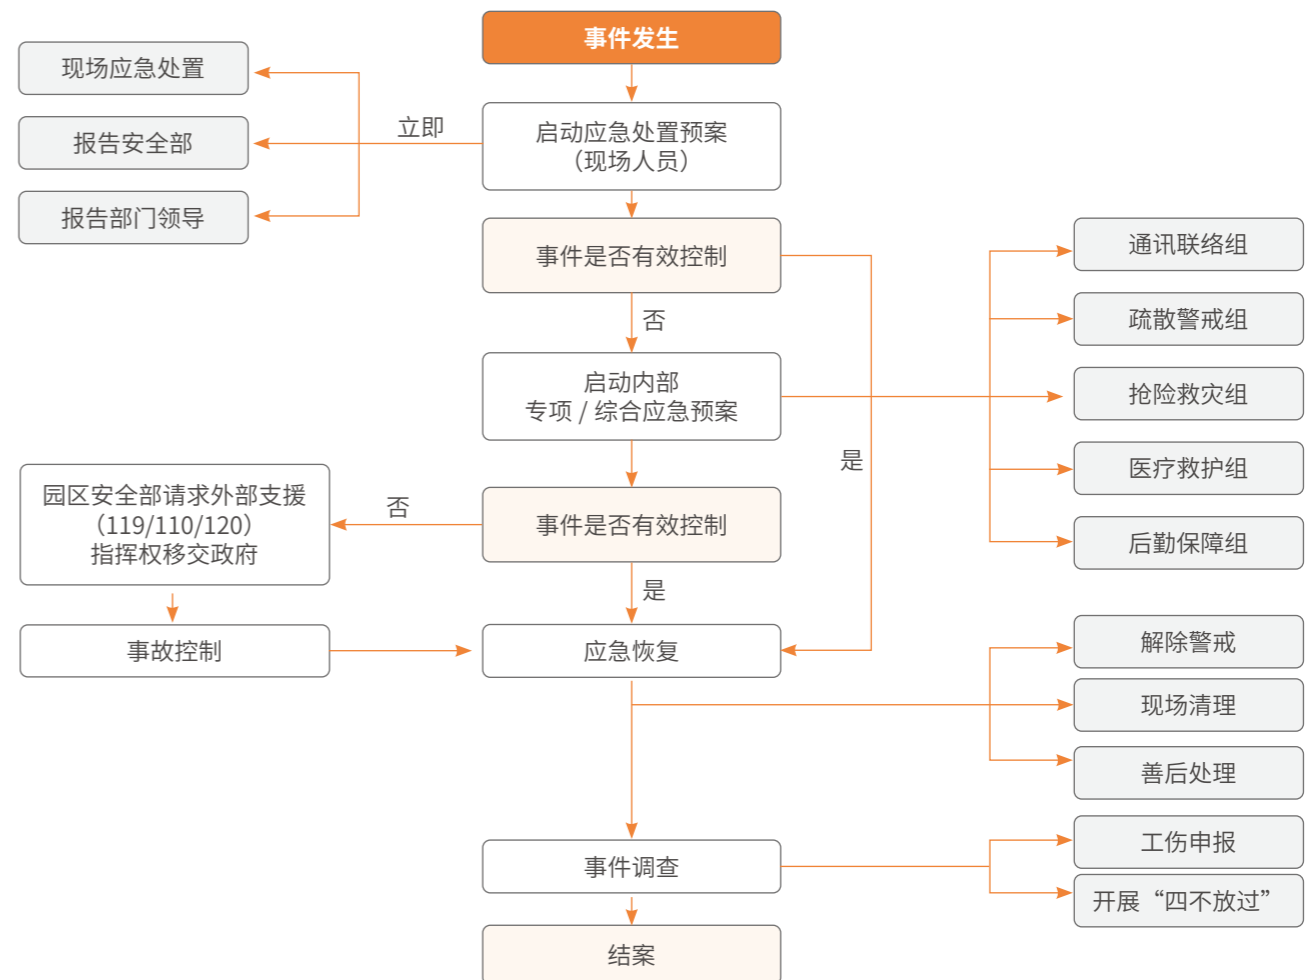 事件发生
现场应急处置
报告安全部
报告部门领导
立即
启动应急处置预案
（现场人员）
事件是否有效控制
否
是
启动内部
专项 / 综合应急预案
通讯联络组
疏散警戒组
抢险救灾组
医疗救护组
后勤保障组
事件是否有效控制
否
园区安全部请求外部支援
（119/110/120）
指挥权移交政府
事故控制
是
应急恢复
解除警戒
现场清理
善后处理
事件调查
工伤申报
开展“四不放过”
结案